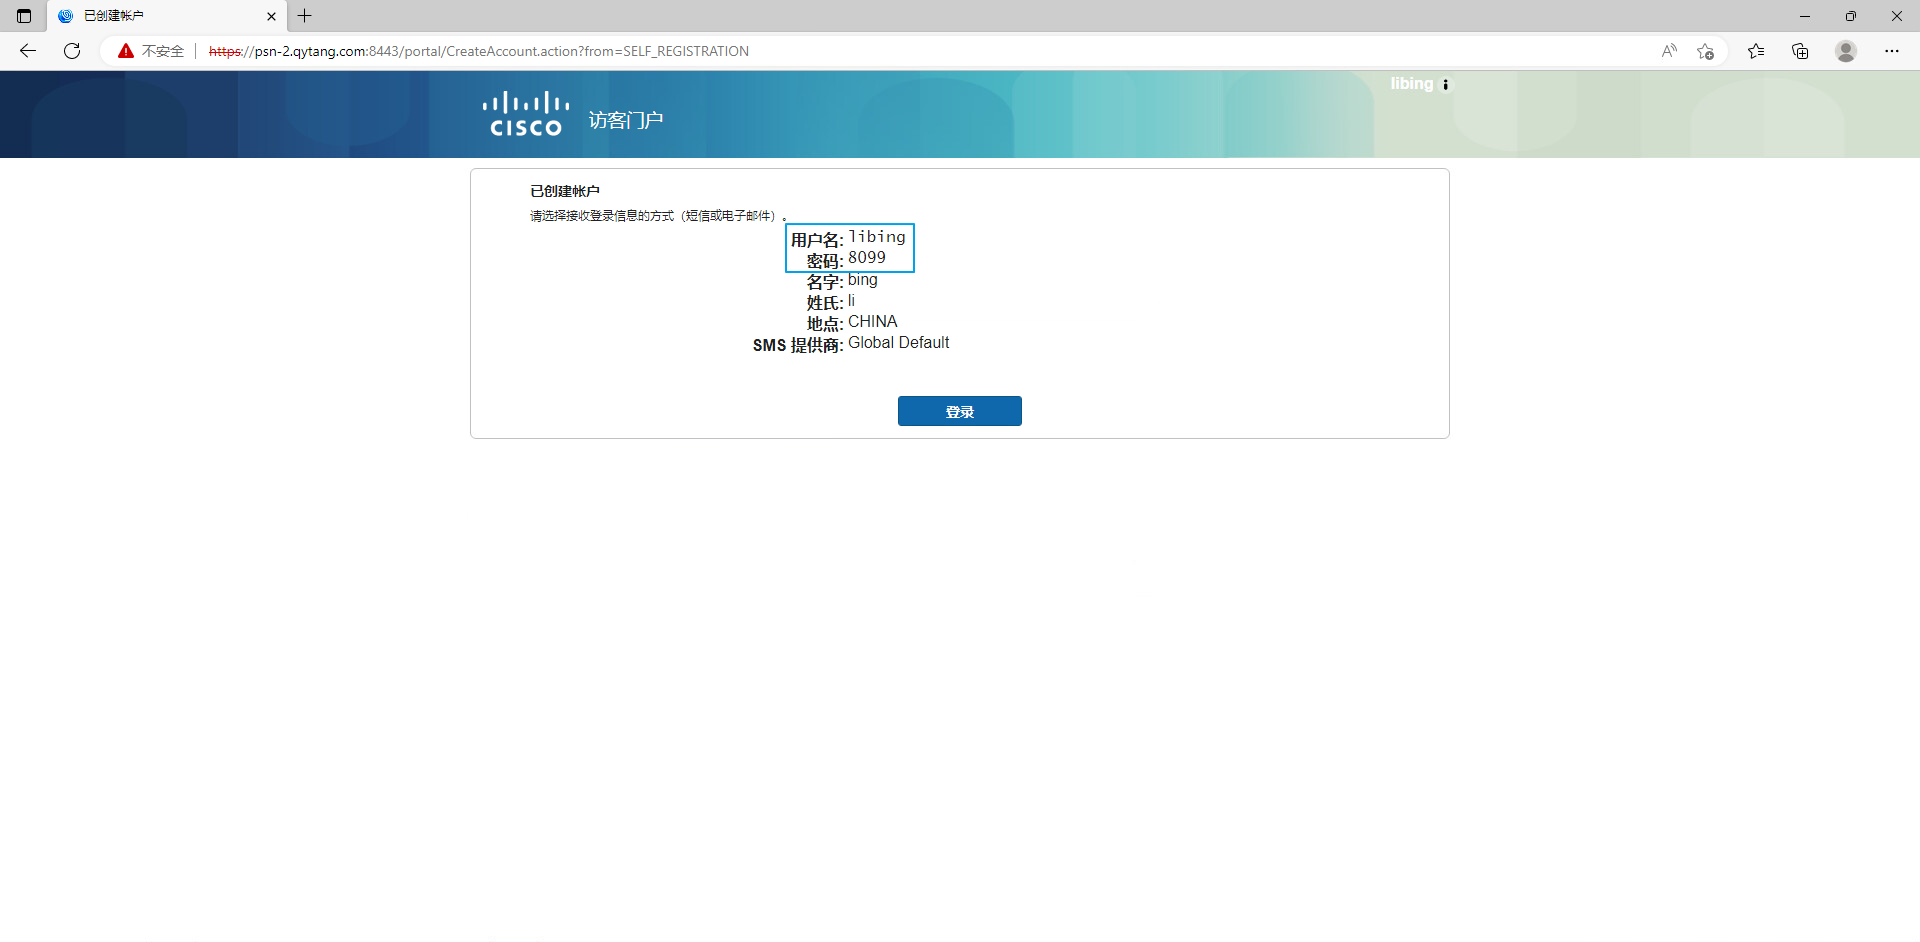 已创建帐户
不安全 https://psn-2.qytang.com:8443/portal/CreateAccount.action?from=SELF_REGISTRATION
libing
CISCO 访客门户
已创建帐户
请选择接收登录信息的方式（短信或电子邮件）。
用户名: libing
密码: 8099
名字: bing
姓氏: li
地点: CHINA
SMS 提供商: Global Default
登录